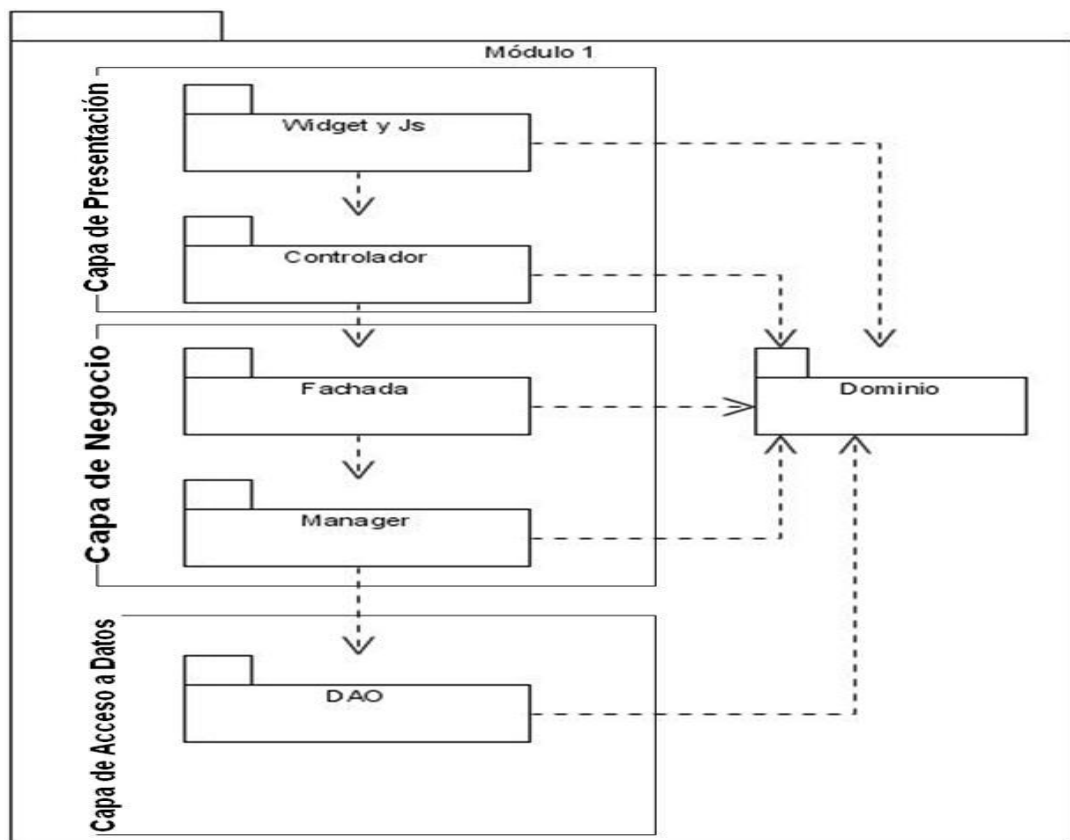 Módulo 1
Capa de Presentación
Widget y Js
Controlador
Capa de Negocio
Fachada
Dominio
Manager
Capa de Acceso a Datos
DAO